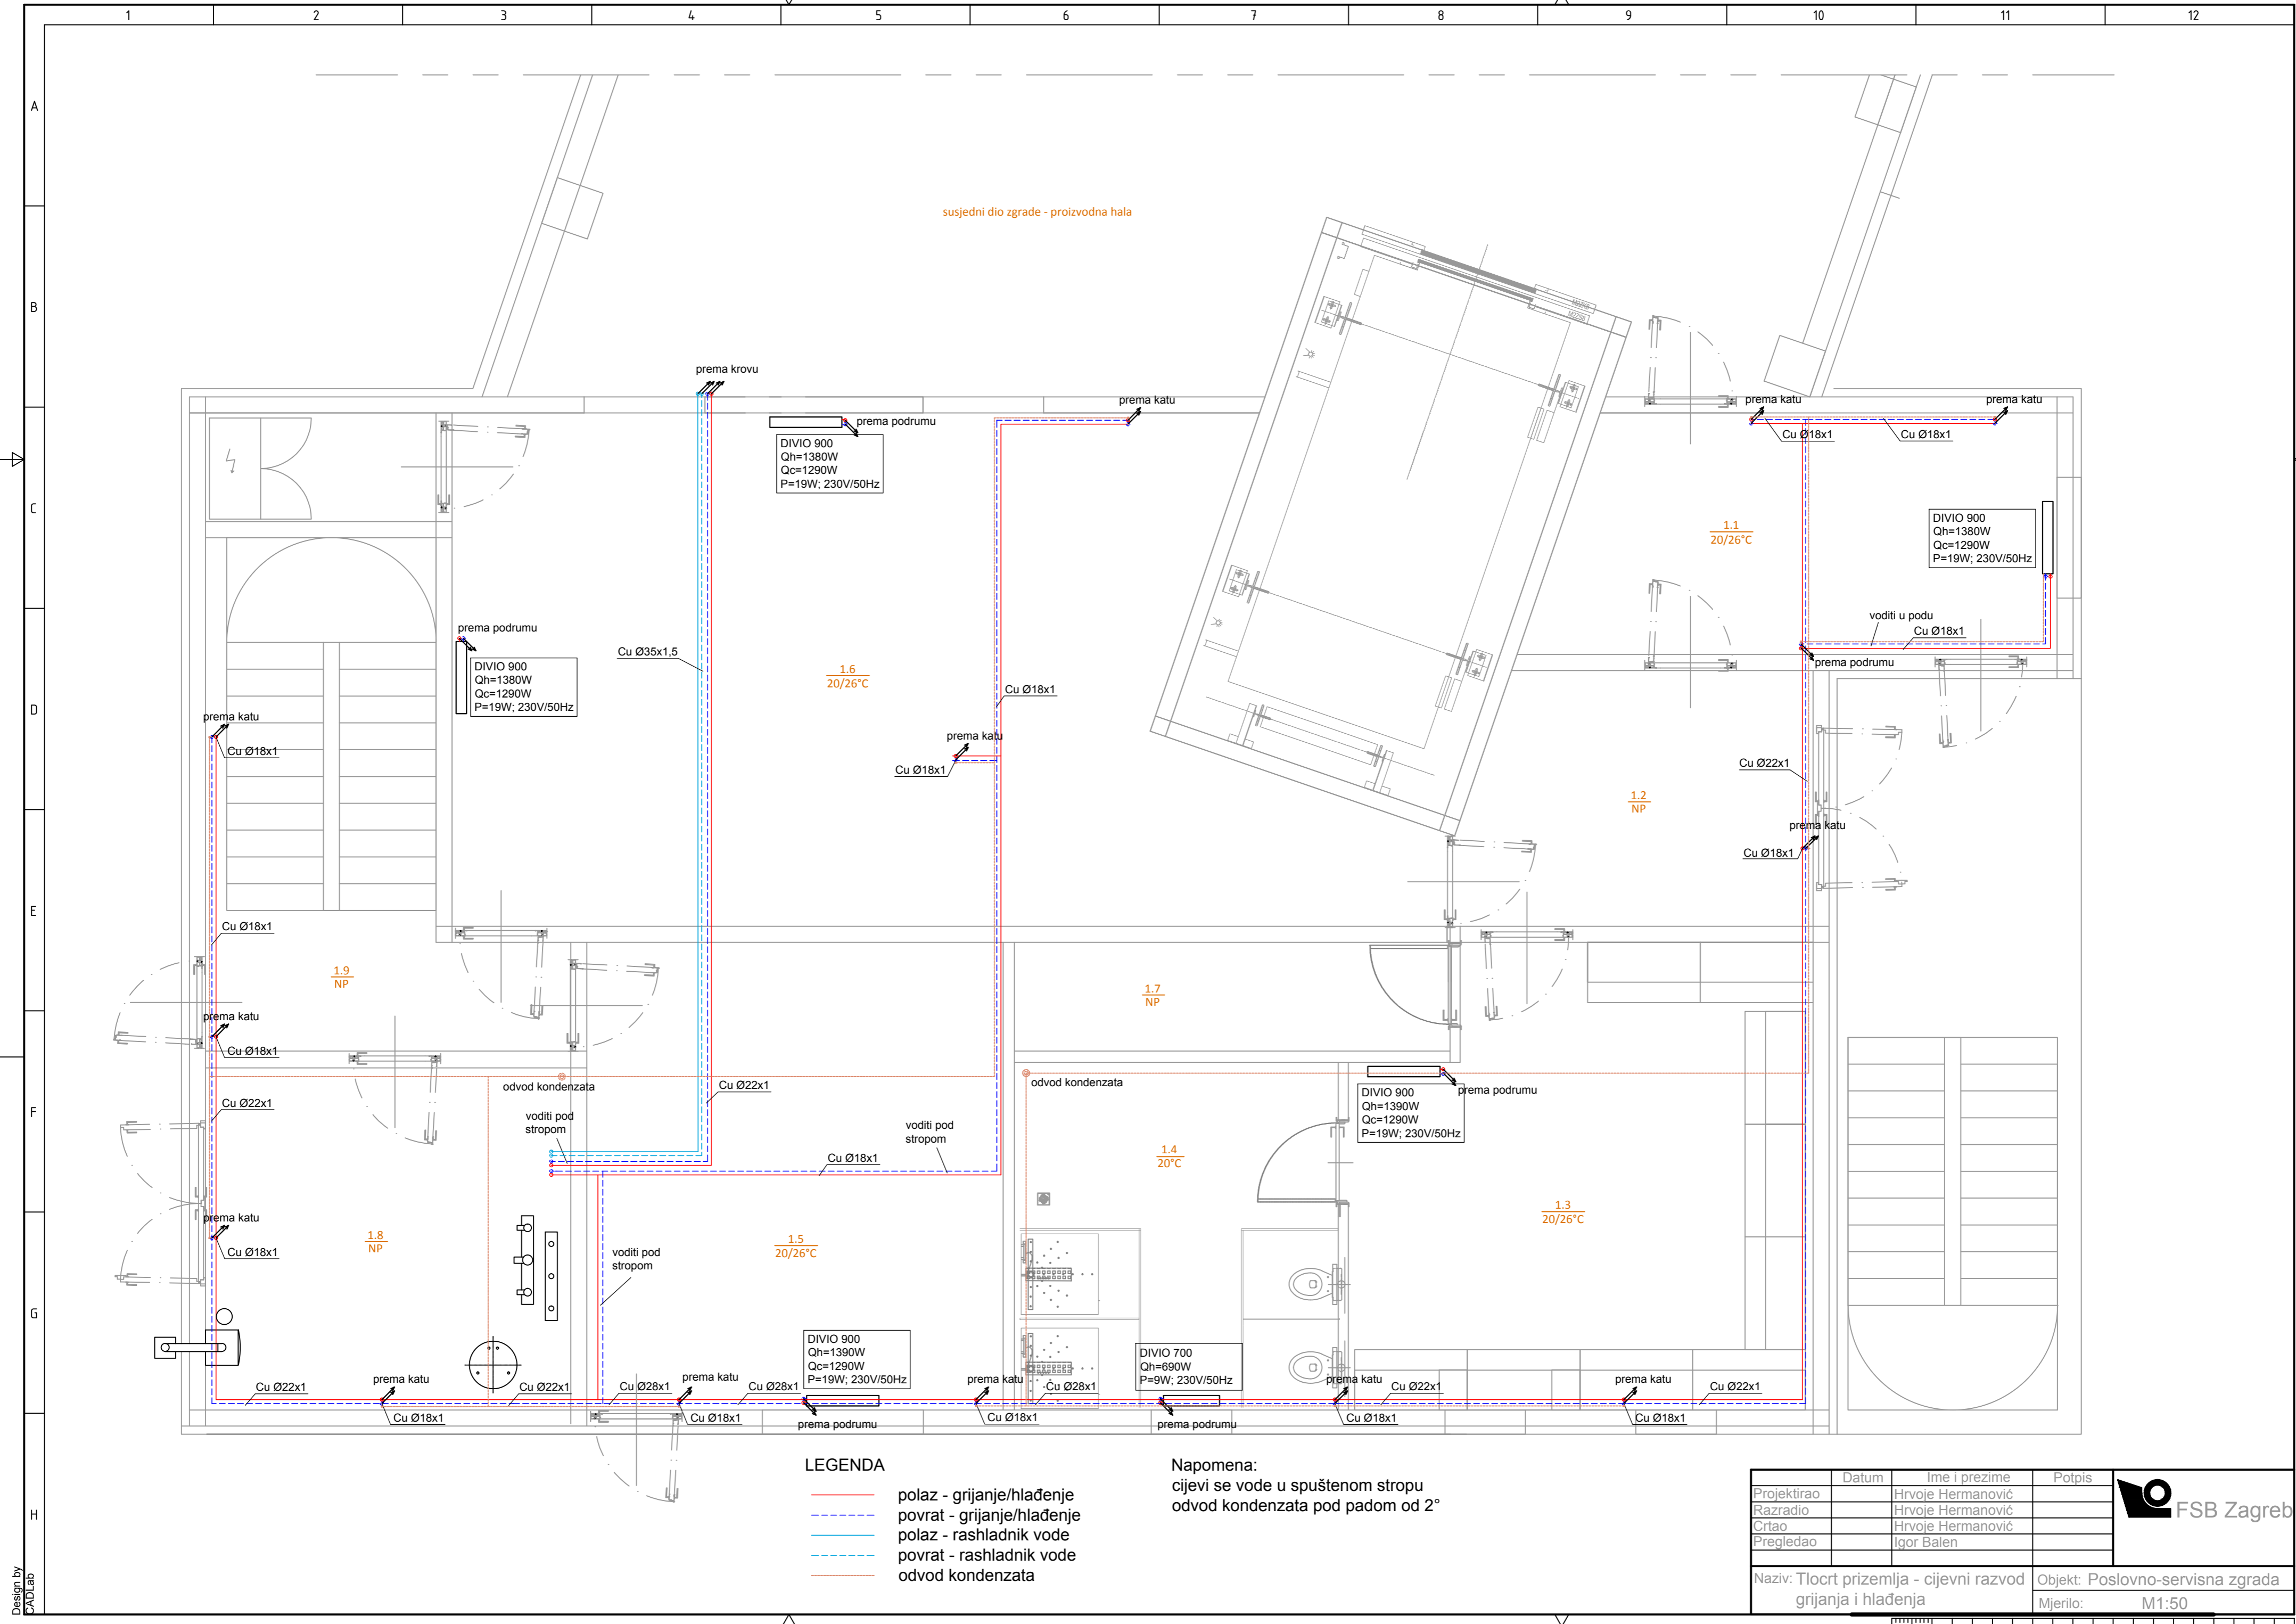 1 2 3 4 5 6 7 8 9 10 11 12
A
B
C
D
E
F
G
H
susjedni dio zgrade - proizvodna hala
prema krovu
prema katu
prema katu
prema katu
prema podrumu
DIVIO 900
Qh=1380W
Qc=1290W
P=19W; 230V/50Hz
Cu Ø18x1
Cu Ø18x1
1.1
20/26°C
DIVIO 900
Qh=1380W
Qc=1290W
P=19W; 230V/50Hz
voditi u podu
Cu Ø18x1
prema podrumu
prema podrumu
DIVIO 900
Qh=1380W
Qc=1290W
P=19W; 230V/50Hz
Cu Ø35x1,5
1.6
20/26°C
Cu Ø18x1
prema katu
Cu Ø18x1
prema katu
Cu Ø18x1
Cu Ø22x1
1.2
NP
prema katu
Cu Ø18x1
Cu Ø18x1
1.9
NP
1.7
NP
prema katu
Cu Ø18x1
odvod kondenzata
Cu Ø22x1
odvod kondenzata
DIVIO 900
Qh=1390W
Qc=1290W
P=19W; 230V/50Hz
prema podrumu
Cu Ø22x1
voditi pod
stropom
voditi pod
stropom
Cu Ø18x1
1.4
20°C
1.3
20/26°C
prema katu
Cu Ø18x1
1.8
NP
voditi pod
stropom
1.5
20/26°C
DIVIO 900
Qh=1390W
Qc=1290W
P=19W; 230V/50Hz
DIVIO 700
Qh=690W
P=9W; 230V/50Hz
Cu Ø22x1
prema katu
Cu Ø18x1
Cu Ø22x1
Cu Ø28x1
prema katu
Cu Ø18x1
Cu Ø28x1
prema podrumu
prema katu
Cu Ø18x1
Cu Ø28x1
prema podrumu
prema katu
Cu Ø18x1
Cu Ø22x1
prema katu
Cu Ø18x1
Cu Ø22x1
LEGENDA
polaz - grijanje/hlađenje
povrat - grijanje/hlađenje
polaz - rashladnik vode
povrat - rashladnik vode
odvod kondenzata
Napomena:
cijevi se vode u spuštenom stropu
odvod kondenzata pod padom od 2°
Datum Ime i prezime Potpis
Projektirao Hrvoje Hermanović
Razradio Hrvoje Hermanović
Crtao Hrvoje Hermanović
Pregledao Igor Balen
FSB Zagreb
Naziv: Tlocrt prizemlja - cijevni razvod
grijanja i hlađenja
Objekt: Poslovno-servisna zgrada
Mjerilo: M1:50
Design by
CADLab